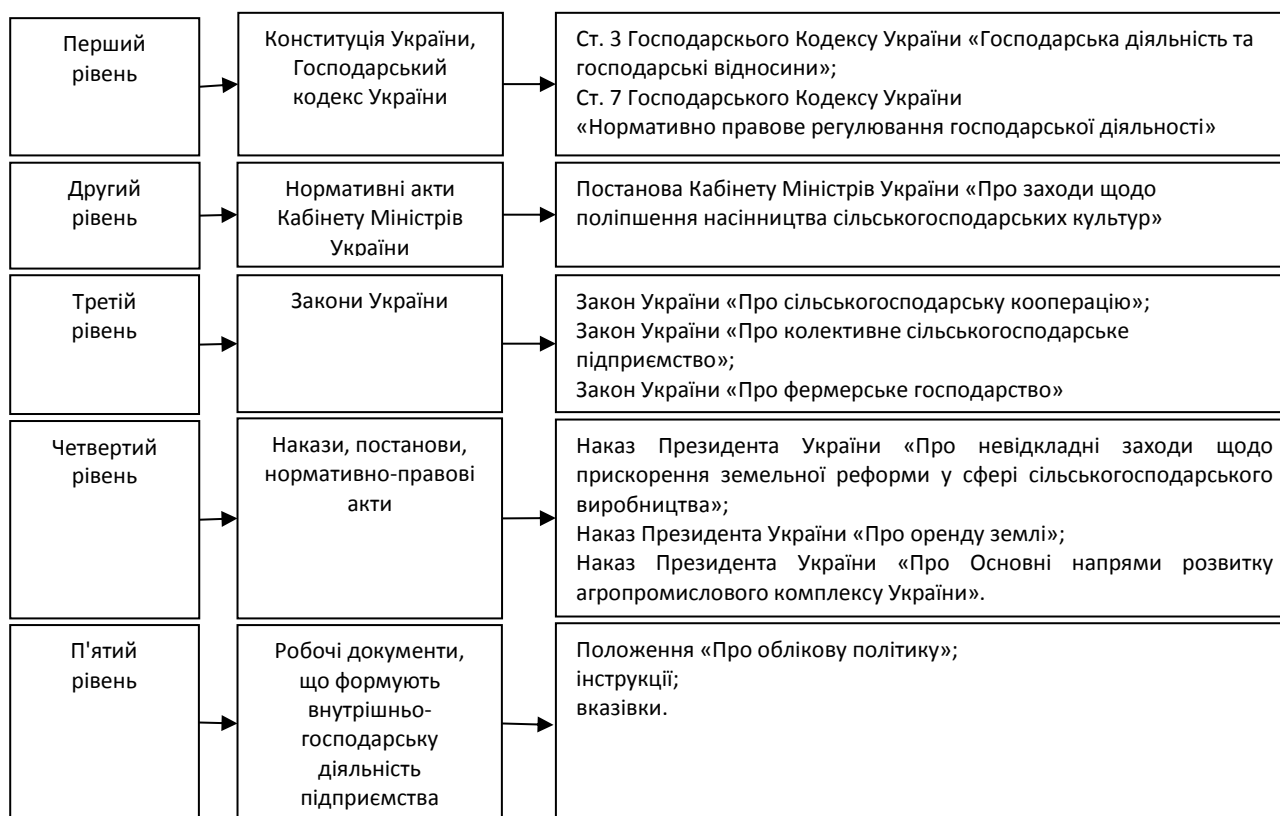 Перший
рівень
Конституція України,
Господарський
кодекс України
Ст. 3 Господарскього Кодексу України «Господарська діяльність та
господарські відносини»;
Ст. 7 Господарського Кодексу України
«Нормативно правове регулювання господарської діяльності»
Другий
рівень
Нормативні акти
Кабінету Міністрів
України
Постанова Кабінету Міністрів України «Про заходи щодо
поліпшення насінництва сільськогосподарських культур»
Третій
рівень
Закони України
Закон України «Про сільськогосподарську кооперацію»;
Закон України «Про колективне сільськогосподарське
підприємство»;
Закон України «Про фермерське господарство»
Четвертий
рівень
Накази, постанови,
нормативно-правові
акти
Наказ Президента України «Про невідкладні заходи щодо
прискорення земельної реформи у сфері сільськогосподарського
виробництва»;
Наказ Президента України «Про оренду землі»;
Наказ Президента України «Про Основні напрями розвитку
агропромислового комплексу України».
П'ятий
рівень
Робочі документи,
що формують
внутрішньо-
господарську
діяльність
підприємства
Положення «Про облікову політику»;
інструкції;
вказівки.